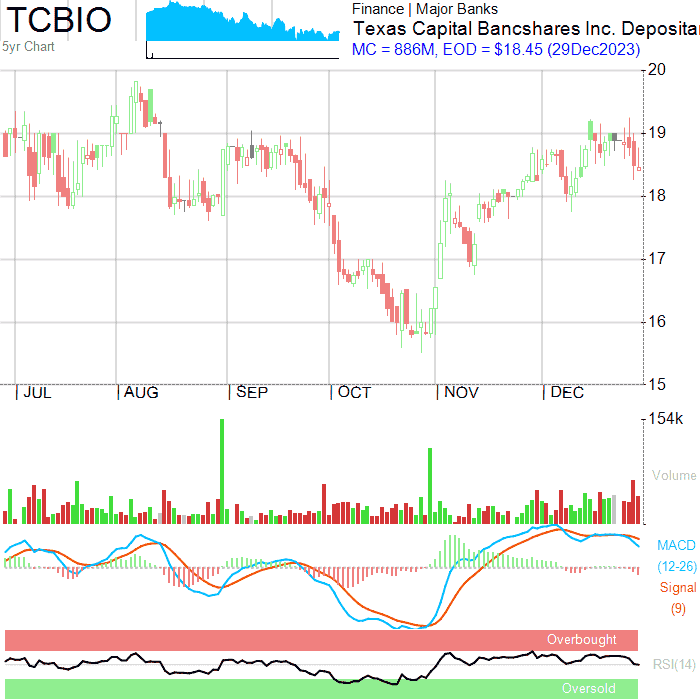 TCBIO
5yr Chart
Finance | Major Banks
Texas Capital Bancshares Inc. Depositar
MC = 886M, EOD = $18.45 (29Dec2023)
20
19
18
17
16
15
JUL AUG SEP OCT NOV DEC
154k
Volume
MACD
(12-26)
Signal
(9)
Overbought
RSI(14)
Oversold